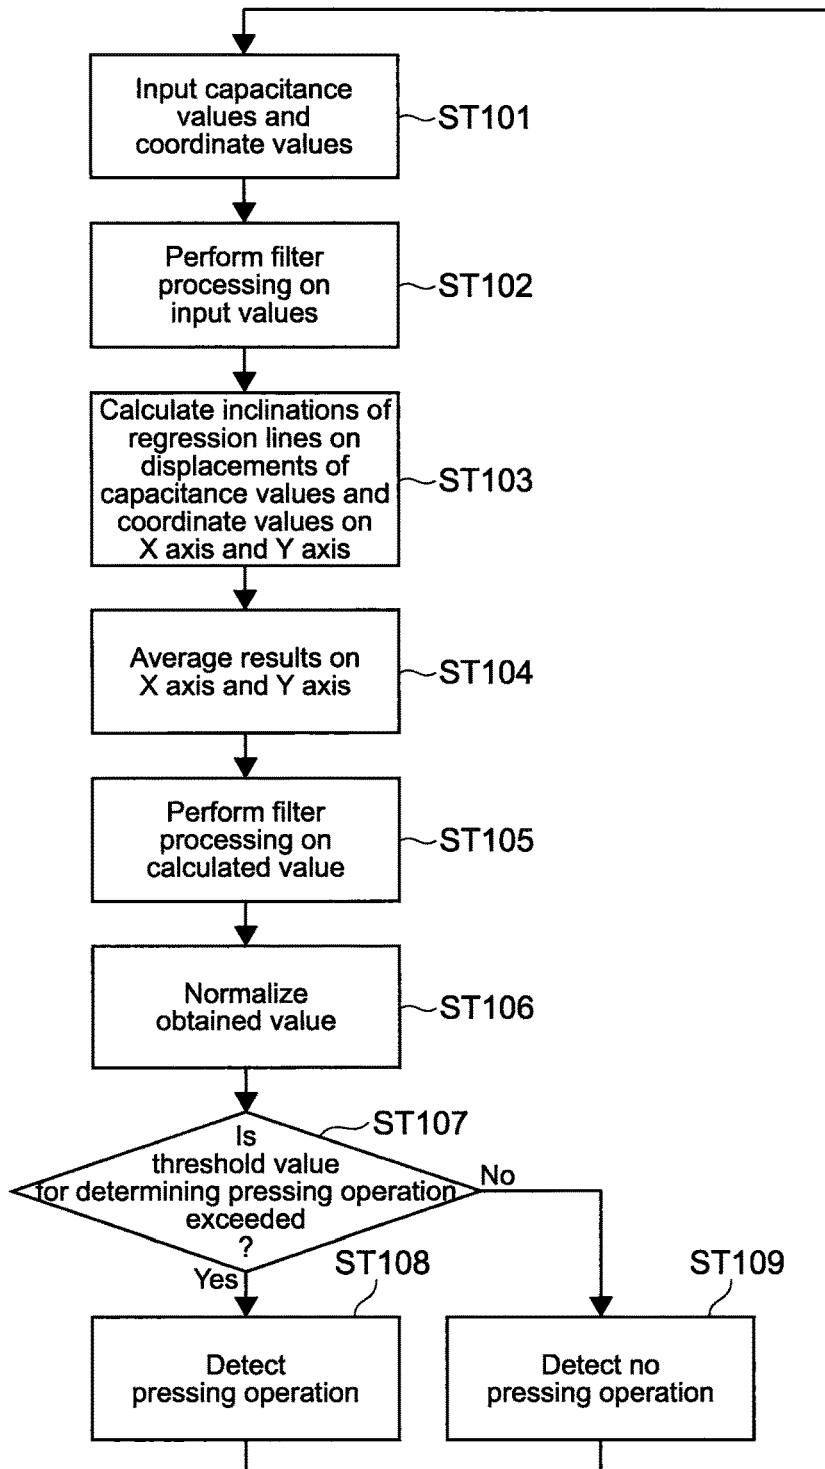 Input capacitance
values and
coordinate values
ST101
Perform filter
processing on
input values
ST102
Calculate inclinations of
regression lines on
displacements of
capacitance values and
coordinate values on
X axis and Y axis
ST103
Average results on
X axis and Y axis
ST104
Perform filter
processing on
calculated value
ST105
Normalize
obtained value
ST106
ST107
Is
threshold value
for determining pressing operation
exceeded
?
No
Yes
ST108
Detect
pressing operation
ST109
Detect no
pressing operation